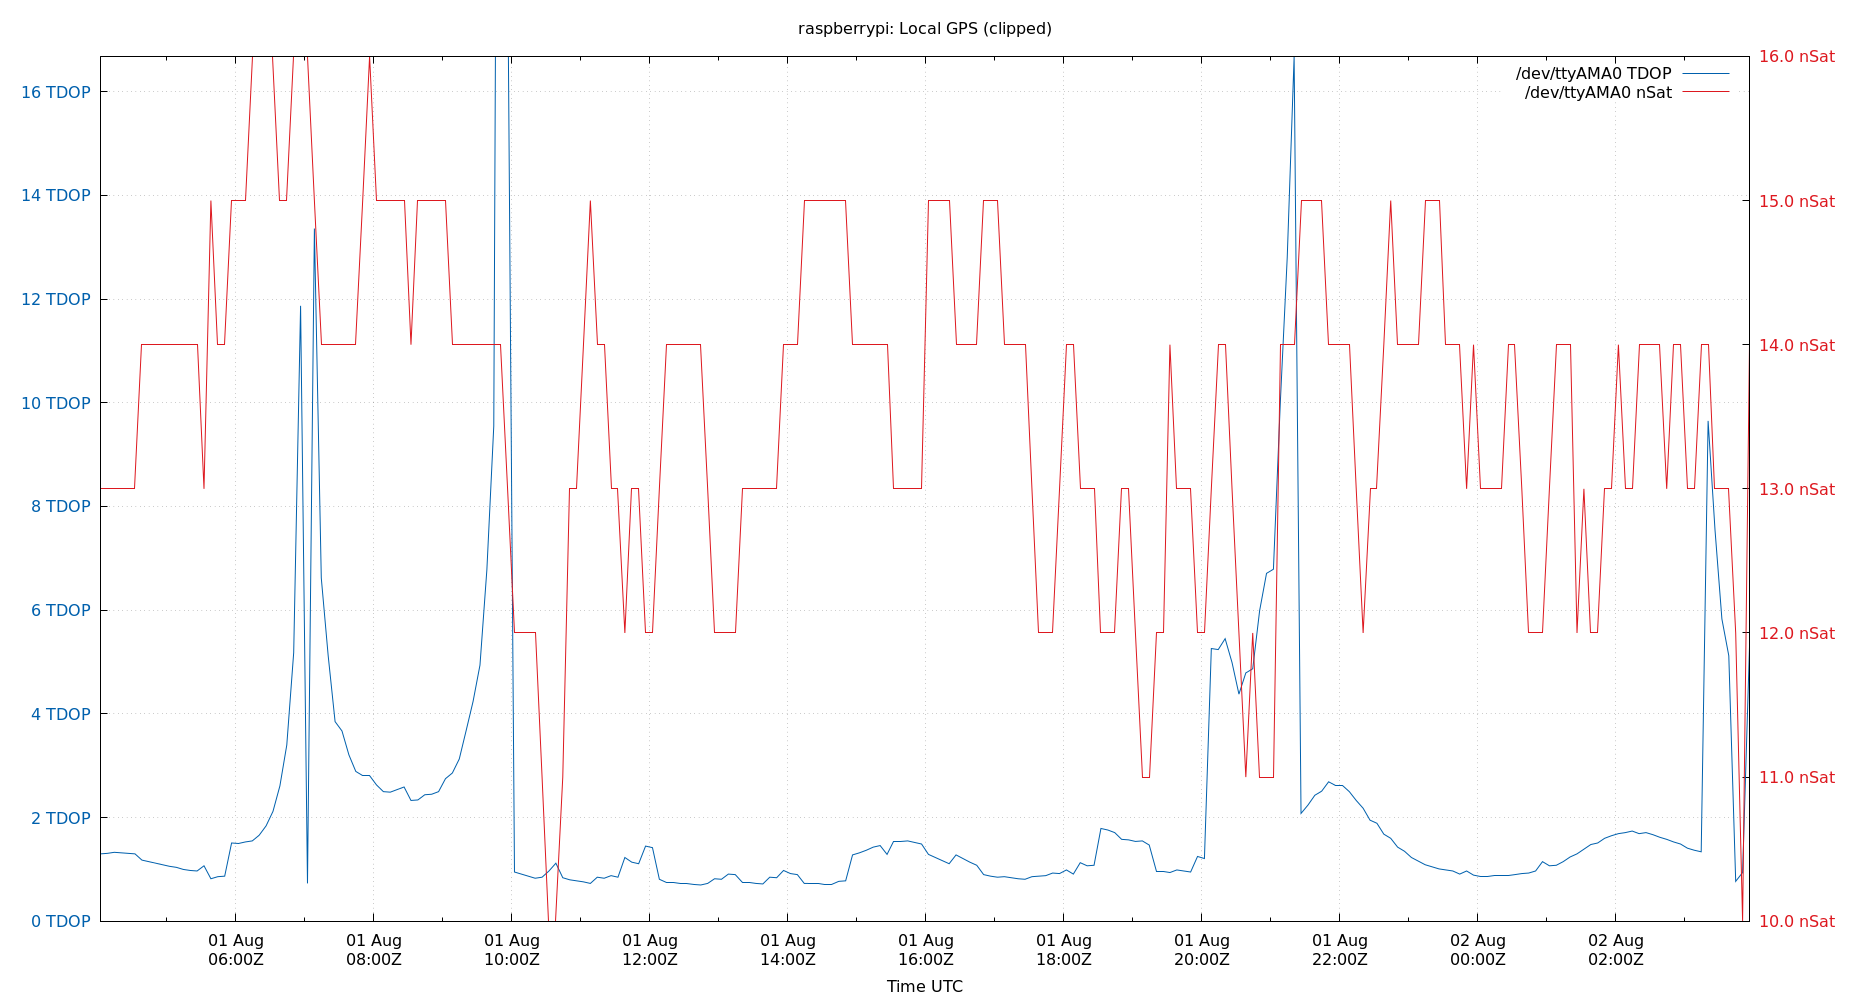 raspberrypi: Local GPS (clipped)
16.0 nSat
/dev/ttyAMA0 TDOP
/dev/ttyAMA0 nSat
16 TDOP
14 TDOP
15.0 nSat
12 TDOP
14.0 nSat
10 TDOP
13.0 nSat
8 TDOP
6 TDOP
12.0 nSat
4 TDOP
11.0 nSat
2 TDOP
0 TDOP
10.0 nSat
01 Aug 01 Aug 01 Aug 01 Aug 01 Aug 01 Aug 01 Aug 01 Aug 01 Aug 02 Aug 02 Aug
06:00Z 08:00Z 10:00Z 12:00Z 14:00Z 16:00Z 18:00Z 20:00Z 22:00Z 00:00Z 02:00Z
Time UTC